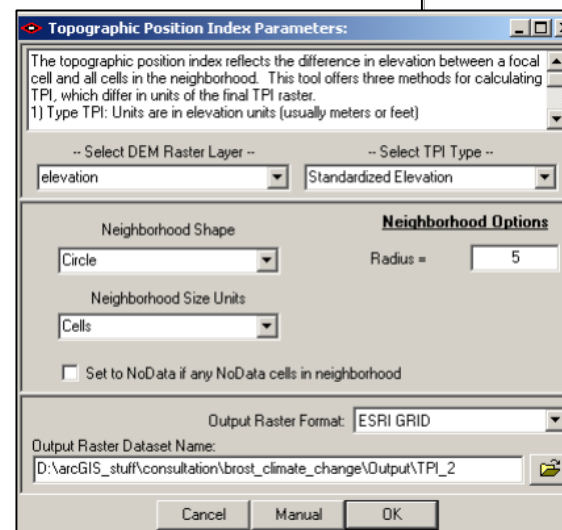 Topographic Position Index Parameters:
The topographic position index reflects the difference in elevation between a focal
cell and all cells in the neighborhood. This tool offers three methods for calculating
TPI, which differ in units of the final TPI raster.
1) Type TPI: Units are in elevation units (usually meters or feet)
-- Select DEM Raster Layer --
-- Select TPI Type --
elevation
Standardized Elevation
Neighborhood Shape
Neighborhood Options
Circle
Radius =
5
Neighborhood Size Units
Cells
Set to NoData if any NoData cells in neighborhood
Output Raster Format:
ESRI GRID
Output Raster Dataset Name:
D:\arcGIS_stuff\consultation\brost_climate_change\Output\TPI_2
Cancel
Manual
OK